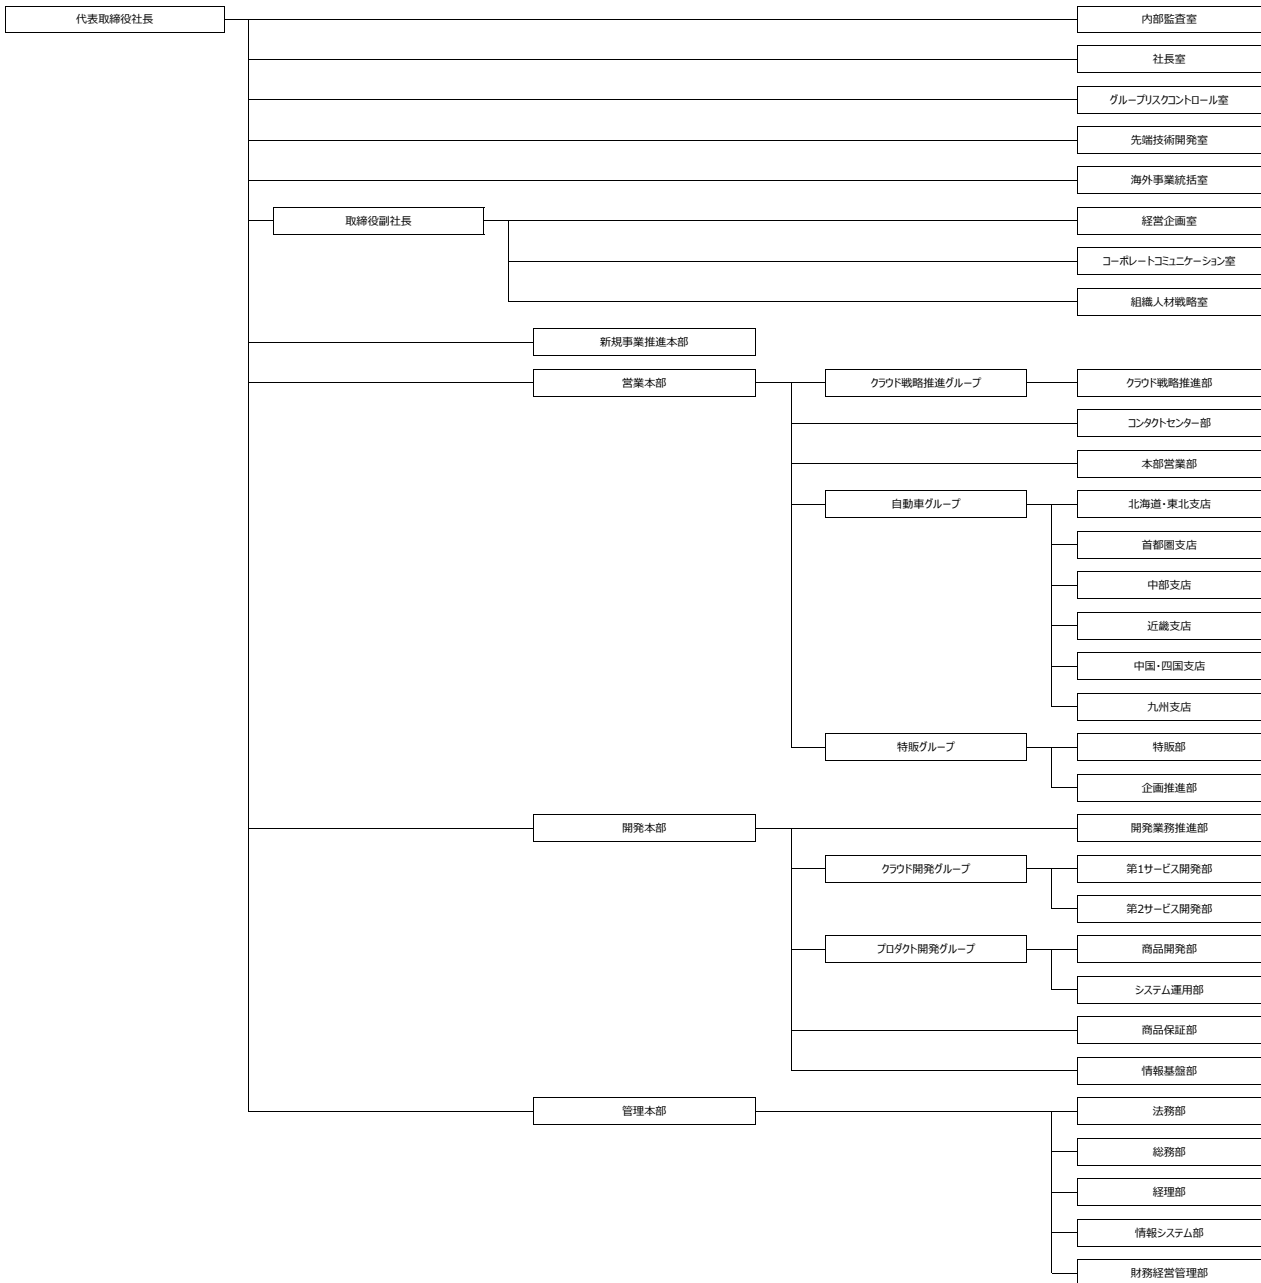 代表取締役社長
内部監査室
社長室
グループリスクコントロール室
先端技術開発室
海外事業統括室
取締役副社長
経営企画室
コーポレートコミュニケーション室
組織人材戦略室
新規事業推進本部
営業本部
クラウド戦略推進グループ
クラウド戦略推進部
コンタクトセンター部
本部営業部
自動車グループ
北海道・東北支店
首都圏支店
中部支店
近畿支店
中国・四国支店
九州支店
特販グループ
特販部
企画推進部
開発本部
開発業務推進部
クラウド開発グループ
第1サービス開発部
第2サービス開発部
プロダクト開発グループ
商品開発部
システム運用部
商品保証部
情報基盤部
管理本部
法務部
総務部
経理部
情報システム部
財務経営管理部